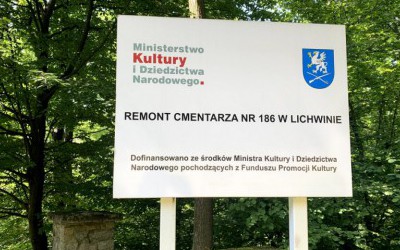 Ministerstwo
Kultury
i Dziedzictwa
Narodowego.
REMONT CMENTARZA NR 186 W LICHWINIE
Dofinansowano ze środków Ministra Kultury i Dziedzictwa
Narodowego pochodzących z Funduszu Promocji Kultury